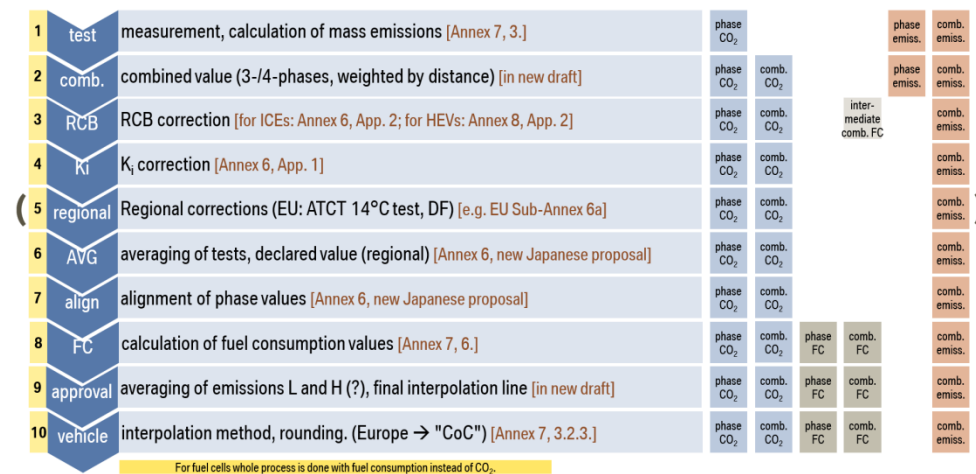 1 test measurement, calculation of mass emissions [Annex 7, 3.] phase CO₂ phase emiss. comb. emiss.
2 comb. combined value (3-/4-phases, weighted by distance) [in new draft] phase CO₂ comb. CO₂ phase emiss. comb. emiss.
3 RCB RCB correction [for ICEs: Annex 6, App. 2; for HEVs: Annex 8, App. 2] phase CO₂ comb. CO₂ inter-mediate comb. FC comb. emiss.
4 Ki Kᵢ correction [Annex 6, App. 1] phase CO₂ comb. CO₂ comb. emiss.
( 5 regional Regional corrections (EU: ATCT 14°C test, DF) [e.g. EU Sub-Annex 6a] phase CO₂ comb. CO₂ comb. emiss. )
6 AVG averaging of tests, declared value (regional) [Annex 6, new Japanese proposal] phase CO₂ comb. CO₂ comb. emiss.
7 align alignment of phase values [Annex 6, new Japanese proposal] phase CO₂ comb. CO₂ comb. emiss.
8 FC calculation of fuel consumption values [Annex 7, 6.] phase CO₂ comb. CO₂ phase FC comb. FC comb. emiss.
9 approval averaging of emissions L and H (?), final interpolation line [in new draft] phase CO₂ comb. CO₂ phase FC comb. FC comb. emiss.
10 vehicle interpolation method, rounding. (Europe → "CoC") [Annex 7, 3.2.3.] phase CO₂ comb. CO₂ phase FC comb. FC comb. emiss.
For fuel cells whole process is done with fuel consumption instead of CO₂.